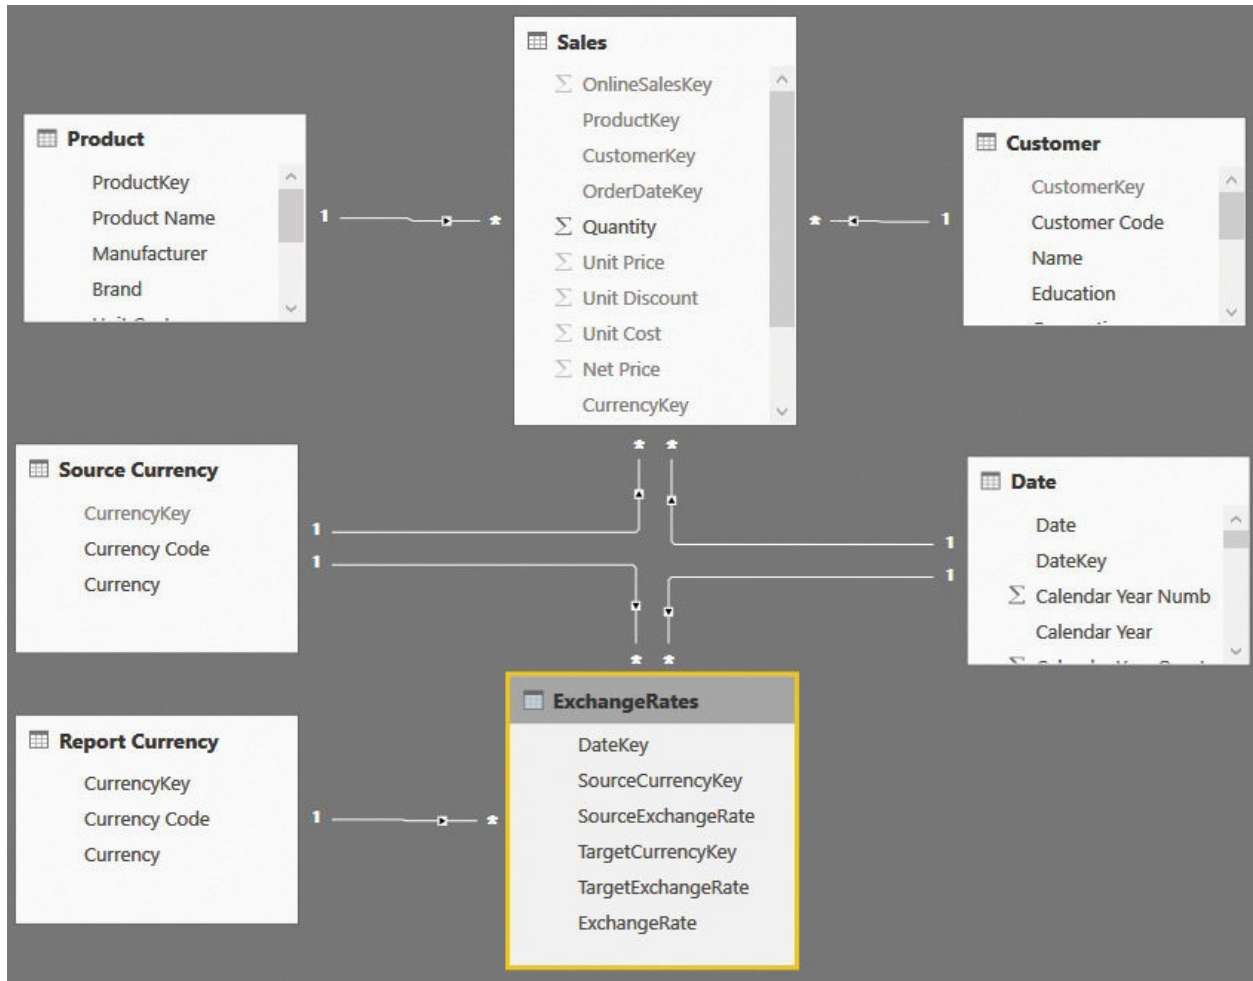 Sales
OnlineSalesKey
ProductKey
CustomerKey
OrderDateKey
Quantity
Unit Price
Unit Discount
Unit Cost
Net Price
CurrencyKey
Product
ProductKey
Product Name
Manufacturer
Brand
1
*
Customer
CustomerKey
Customer Code
Name
Education
*
1
Source Currency
CurrencyKey
Currency Code
Currency
1
1
* *
Date
Date
DateKey
Calendar Year Numb
Calendar Year
1
1
* *
Report Currency
CurrencyKey
Currency Code
Currency
1
*
ExchangeRates
DateKey
SourceCurrencyKey
SourceExchangeRate
TargetCurrencyKey
TargetExchangeRate
ExchangeRate